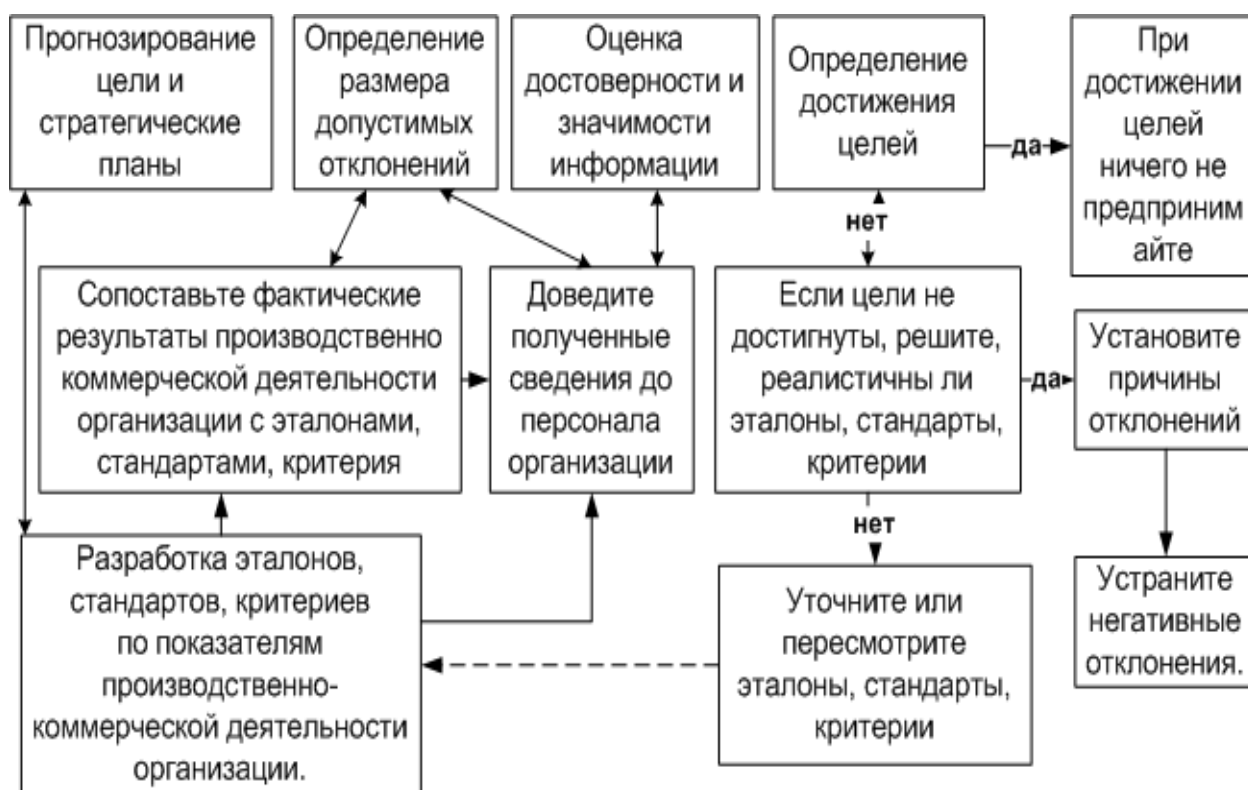 Прогнозирование
цели и
стратегические
планы
Определение
размера
допустимых
отклонений
Оценка
достоверности и
значимости
информации
Определение
достижения
целей
да
При
достижении
целей
ничего не
предприним
айте
нет
Сопоставьте фактические
результаты производственно
коммерческой деятельности
организации с эталонами,
стандартами, критерия
Доведите
полученные
сведения до
персонала
организации
Если цели не
достигнуты, решите,
реалистичны ли
эталоны, стандарты,
критерии
да
Установите
причины
отклонений
нет
Разработка эталонов,
стандартов, критериев
по показателям
производственно-
коммерческой деятельности
организации.
Уточните или
пересмотрите
эталоны, стандарты,
критерии
Устраните
негативные
отклонения.